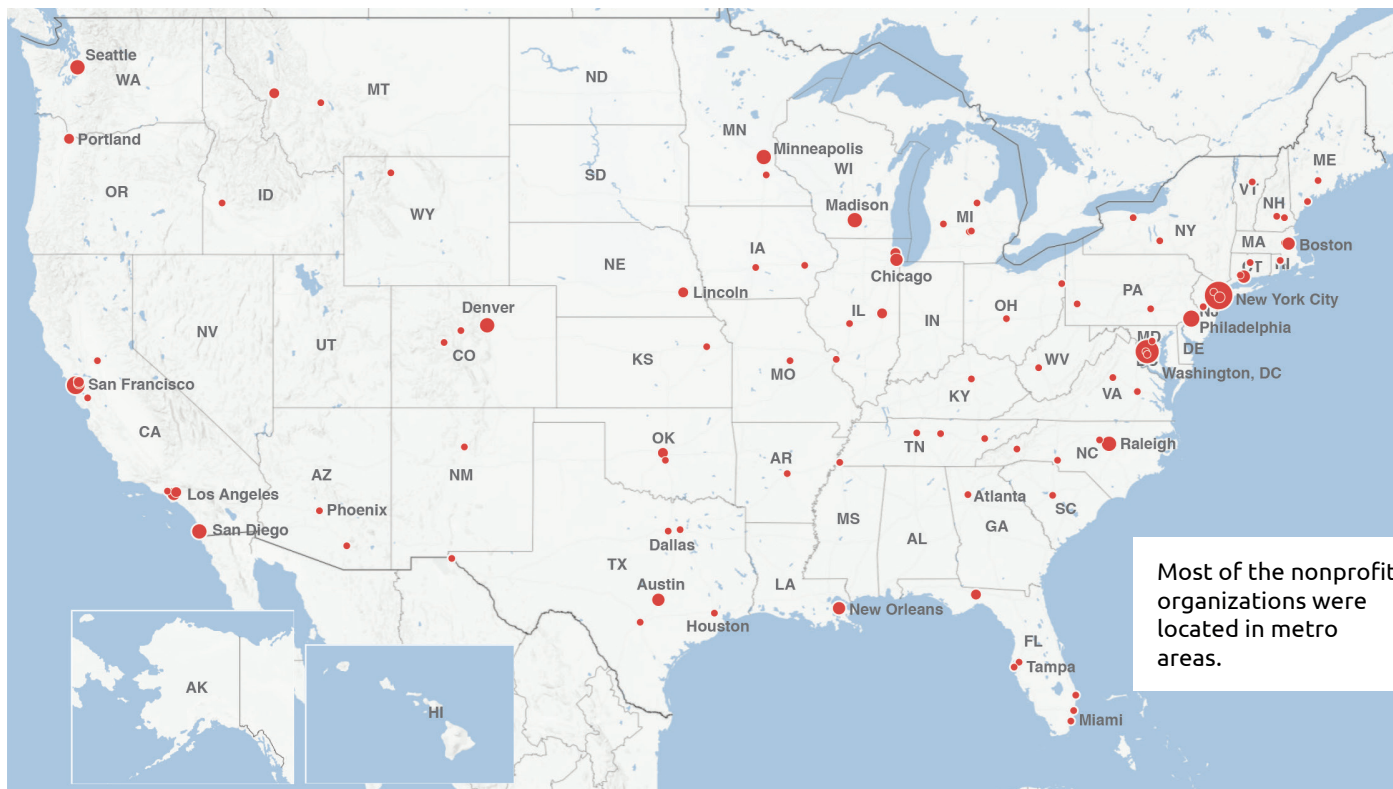 Seattle
WA
MT
ND
MN
ME
Portland
Minneapolis
WI
VT
OR
ID
SD
NH
WY
Madison
MI
NY
MA
Boston
IA
CT
RI
NE
Chicago
Lincoln
PA
New York City
NV
Denver
IL
IN
OH
NJ
Philadelphia
UT
CO
MD
DE
KS
WV
Washington, DC
San Francisco
MO
KY
VA
CA
OK
TN
NC
Raleigh
AZ
NM
AR
Los Angeles
Phoenix
Atlanta
SC
San Diego
MS
AL
GA
Dallas
TX
LA
Austin
New Orleans
Houston
FL
Tampa
Miami
AK
HI
Most of the nonprofit
organizations were
located in metro
areas.